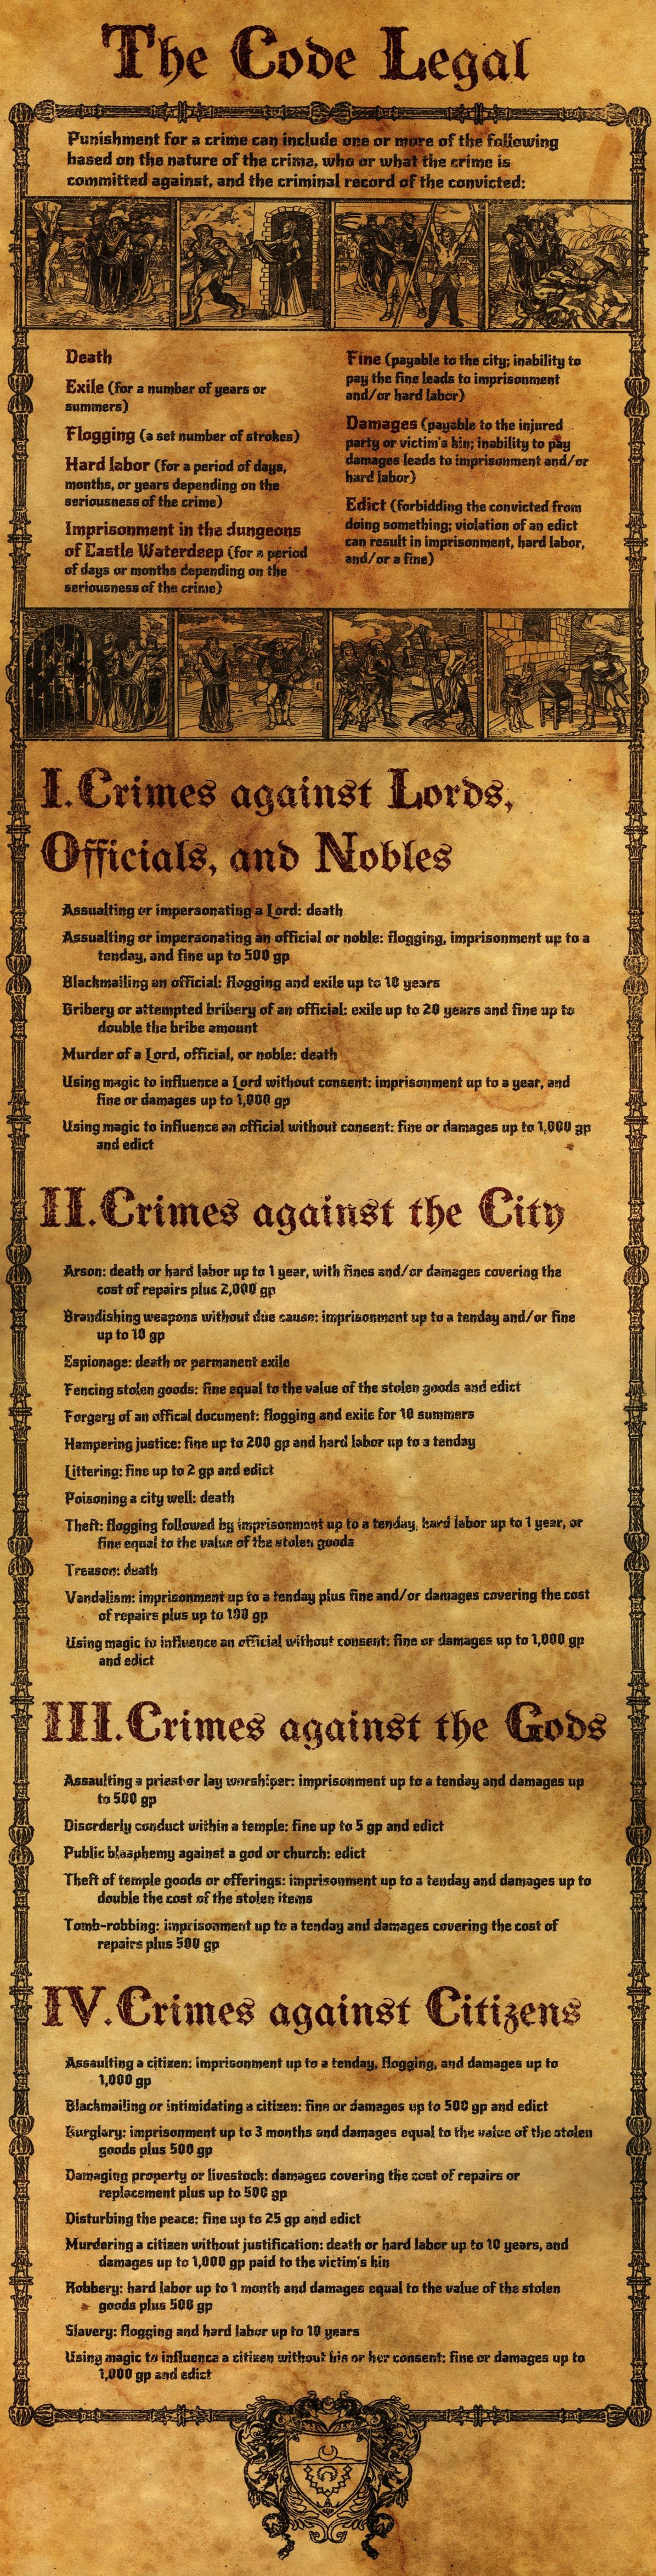 The Code Legal
Punishment for a crime can include one or more of the following
based on the nature of the crime, who or what the crime is
committed against, and the criminal record of the convicted:
Death
Exile (for a number of years or
summers)
Flogging (a set number of strokes)
Hard labor (for a period of days,
months, or years depending on the
seriousness of the crime)
Imprisonment in the dungeons
of Castle Waterdeep (for a period
of days or months depending on the
seriousness of the crime)
Fine (payable to the city; inability to
pay the fine leads to imprisonment
and/or hard labor)
Damages (payable to the injured
party or victim's kin; inability to pay
damages leads to imprisonment and/or
hard labor)
Edict (forbidding the convicted from
doing something; violation of an edict
can result in imprisonment, hard labor,
and/or a fine)
I. Crimes against Lords,
Officials, and Nobles
Assualting or impersonating a Lord: death
Assualting or impersonating an official or noble: flogging, imprisonment up to a
tenday, and fine up to 500 gp
Blackmailing an official: flogging and exile up to 10 years
Bribery or attempted bribery of an official: exile up to 20 years and fine up to
double the bribe amount
Murder of a Lord, official, or noble: death
Using magic to influence a Lord without consent: imprisonment up to a year, and
fine or damages up to 1,000 gp
Using magic to influence an official without consent: fine or damages up to 1,000 gp
and edict
II. Crimes against the City
Arson: death or hard labor up to 1 year, with fines and/or damages covering the
cost of repairs plus 2,000 gp
Brandishing weapons without due cause: imprisonment up to a tenday and/or fine
up to 10 gp
Espionage: death or permanent exile
Fencing stolen goods: fine equal to the value of the stolen goods and edict
Forgery of an offical document: flogging and exile for 10 summers
Hampering justice: fine up to 200 gp and hard labor up to a tenday
Littering: fine up to 2 gp and edict
Poisoning a city well: death
Theft: flogging followed by imprisonment up to a tenday, hard labor up to 1 year, or
fine equal to the value of the stolen goods
Treason: death
Vandalism: imprisonment up to a tenday plus fine and/or damages covering the cost
of repairs plus up to 100 gp
Using magic to influence an official without consent: fine or damages up to 1,000 gp
and edict
III. Crimes against the Gods
Assaulting a priest or lay worshiper: imprisonment up to a tenday and damages up
to 500 gp
Disorderly conduct within a temple: fine up to 5 gp and edict
Public blasphemy against a god or church: edict
Theft of temple goods or offerings: imprisonment up to a tenday and damages up to
double the cost of the stolen items
Tomb-robbing: imprisonment up to a tenday and damages covering the cost of
repairs plus 500 gp
IV. Crimes against Citizens
Assaulting a citizen: imprisonment up to a tenday, flogging, and damages up to
1,000 gp
Blackmailing or intimidating a citizen: fine or damages up to 500 gp and edict
Burglary: imprisonment up to 3 months and damages equal to the value of the stolen
goods plus 500 gp
Damaging property or livestock: damages covering the cost of repairs or
replacement plus up to 500 gp
Disturbing the peace: fine up to 25 gp and edict
Murdering a citizen without justification: death or hard labor up to 10 years, and
damages up to 1,000 gp paid to the victim's kin
Robbery: hard labor up to 1 month and damages equal to the value of the stolen
goods plus 500 gp
Slavery: flogging and hard labor up to 10 years
Using magic to influence a citizen without his or her consent: fine or damages up to
1,000 gp and edict